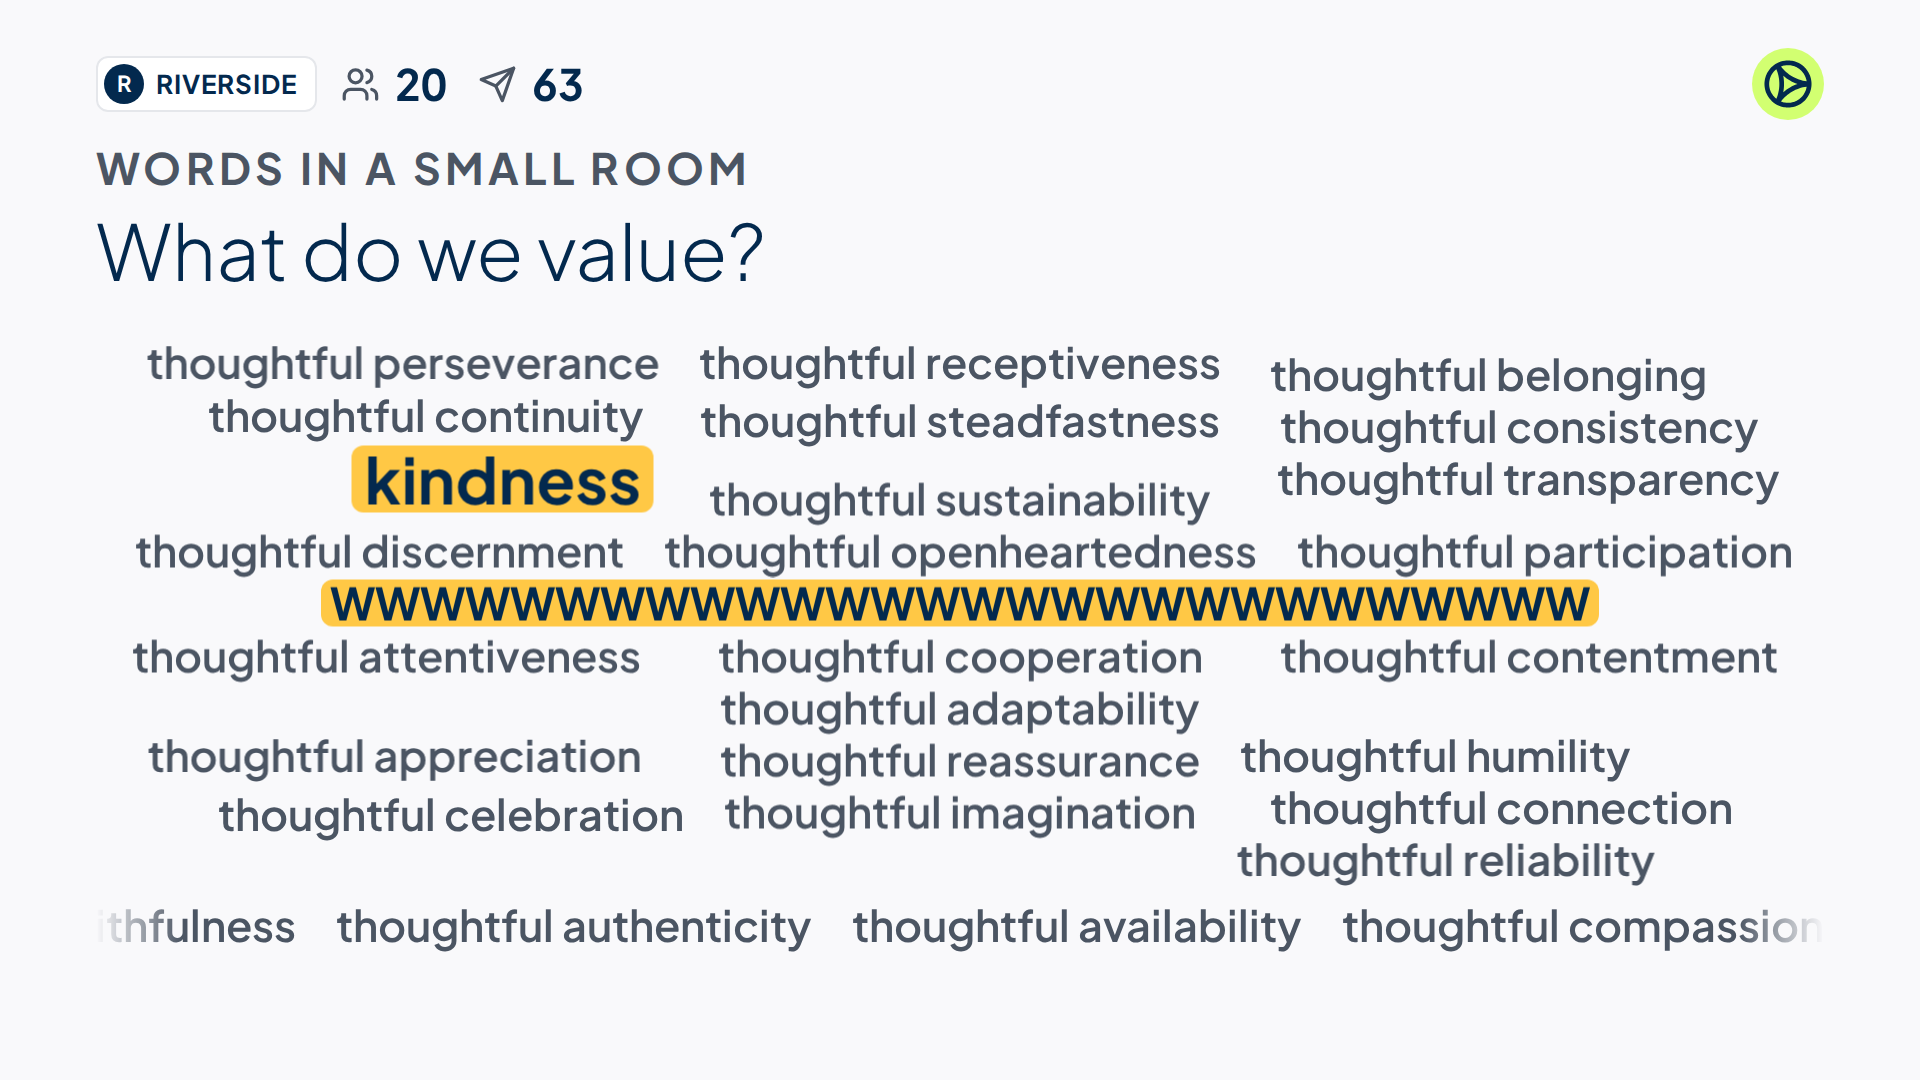 R RIVERSIDE 20 63
WORDS IN A SMALL ROOM
What do we value?
thoughtful perseverance thoughtful receptiveness thoughtful belonging
thoughtful continuity thoughtful steadfastness thoughtful consistency
kindness thoughtful sustainability thoughtful transparency
thoughtful discernment thoughtful openheartedness thoughtful participation
WWWWWWWWWWWWWWWWWWWWWWWWWWWW
thoughtful attentiveness thoughtful cooperation thoughtful contentment
thoughtful adaptability
thoughtful appreciation thoughtful reassurance thoughtful humility
thoughtful celebration thoughtful imagination thoughtful connection
thoughtful reliability
ithfulness thoughtful authenticity thoughtful availability thoughtful compassion